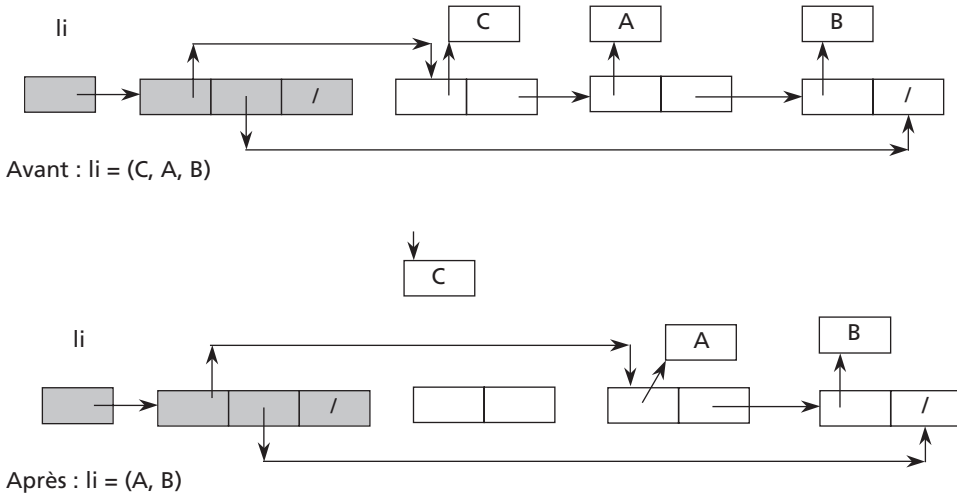 li
C
A
B
/
/
Avant : li = (C, A, B)
C
li
A
B
/
/
Après : li = (A, B)